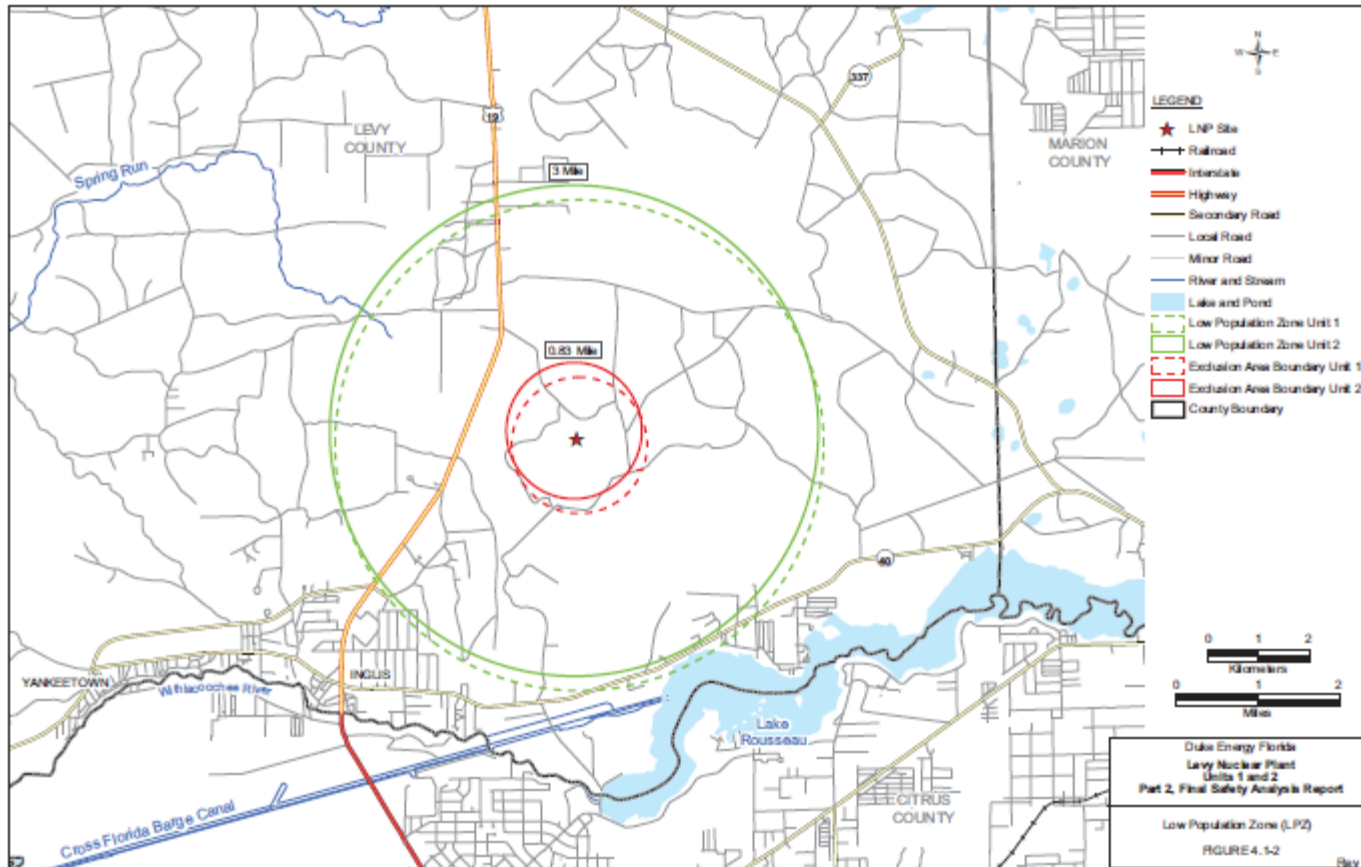 19
337
LEVY
COUNTY
MARION
COUNTY
Spring Run
3 Mile
0.83 Mile
40
YANKEETOWN
INGLIS
Withlacoochee River
Lake
Rousseau
Cross Florida Barge Canal
CITRUS
COUNTY
N
W E
S
LEGEND
LNP Site
Railroad
Interstate
Highway
Secondary Road
Local Road
Minor Road
River and Stream
Lake and Pond
Low Population Zone Unit 1
Low Population Zone Unit 2
Exclusion Area Boundary Unit 1
Exclusion Area Boundary Unit 2
County Boundary
0 1 2
Kilometers
0 1 2
Miles
Duke Energy Florida
Levy Nuclear Plant
Units 1 and 2
Part 2, Final Safety Analysis Report
Low Population Zone (LPZ)
FIGURE 4.1-2
Rev